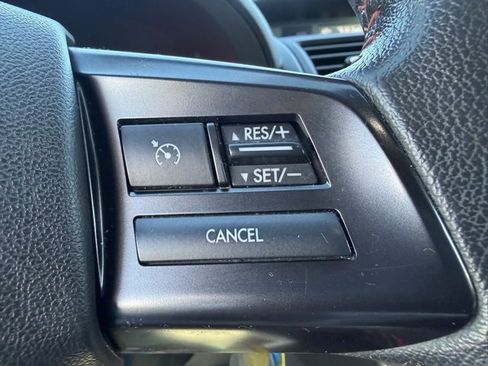 ▲ RES/+
▼ SET/−
CANCEL